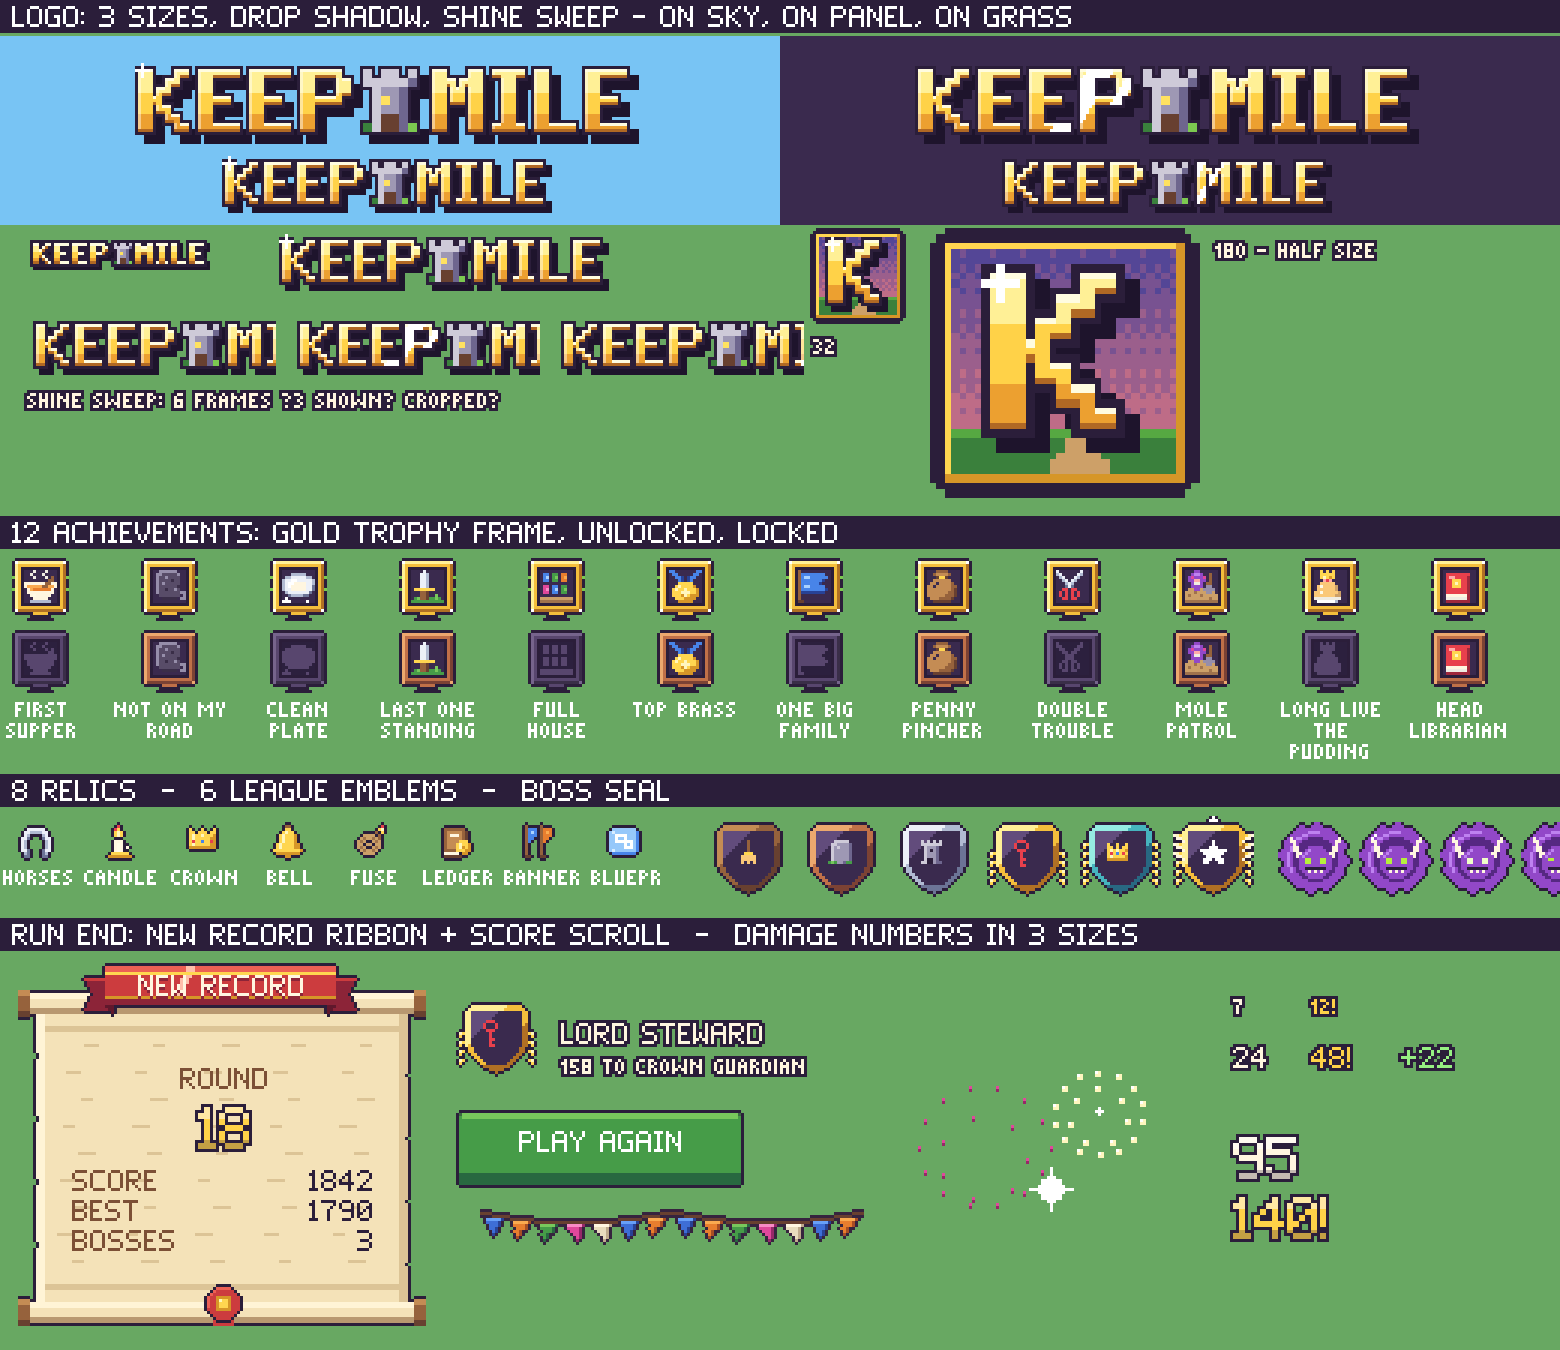 LOGO: 3 SIZES, DROP SHADOW, SHINE SWEEP - ON SKY, ON PANEL, ON GRASS
KEEP MILE
KEEP MILE
KEEP MILE
KEEP MILE
KEEP MILE
KEEP MILE
K
K
180 - HALF SIZE
KEEP M
KEEP M
KEEP M
32
SHINE SWEEP: 6 FRAMES ?3 SHOWN? CROPPED?
12 ACHIEVEMENTS: GOLD TROPHY FRAME, UNLOCKED, LOCKED
FIRST SUPPER
NOT ON MY ROAD
CLEAN PLATE
LAST ONE STANDING
FULL HOUSE
TOP BRASS
ONE BIG FAMILY
PENNY PINCHER
DOUBLE TROUBLE
MOLE PATROL
LONG LIVE THE PUDDING
HEAD LIBRARIAN
8 RELICS - 6 LEAGUE EMBLEMS - BOSS SEAL
HORSES CANDLE CROWN BELL FUSE LEDGER BANNER BLUEPR
RUN END: NEW RECORD RIBBON + SCORE SCROLL - DAMAGE NUMBERS IN 3 SIZES
NEW RECORD
ROUND
18
SCORE 1842
BEST 1790
BOSSES 3
LORD STEWARD
158 TO CROWN GUARDIAN
PLAY AGAIN
7 12!
24 48! +22
95
140!